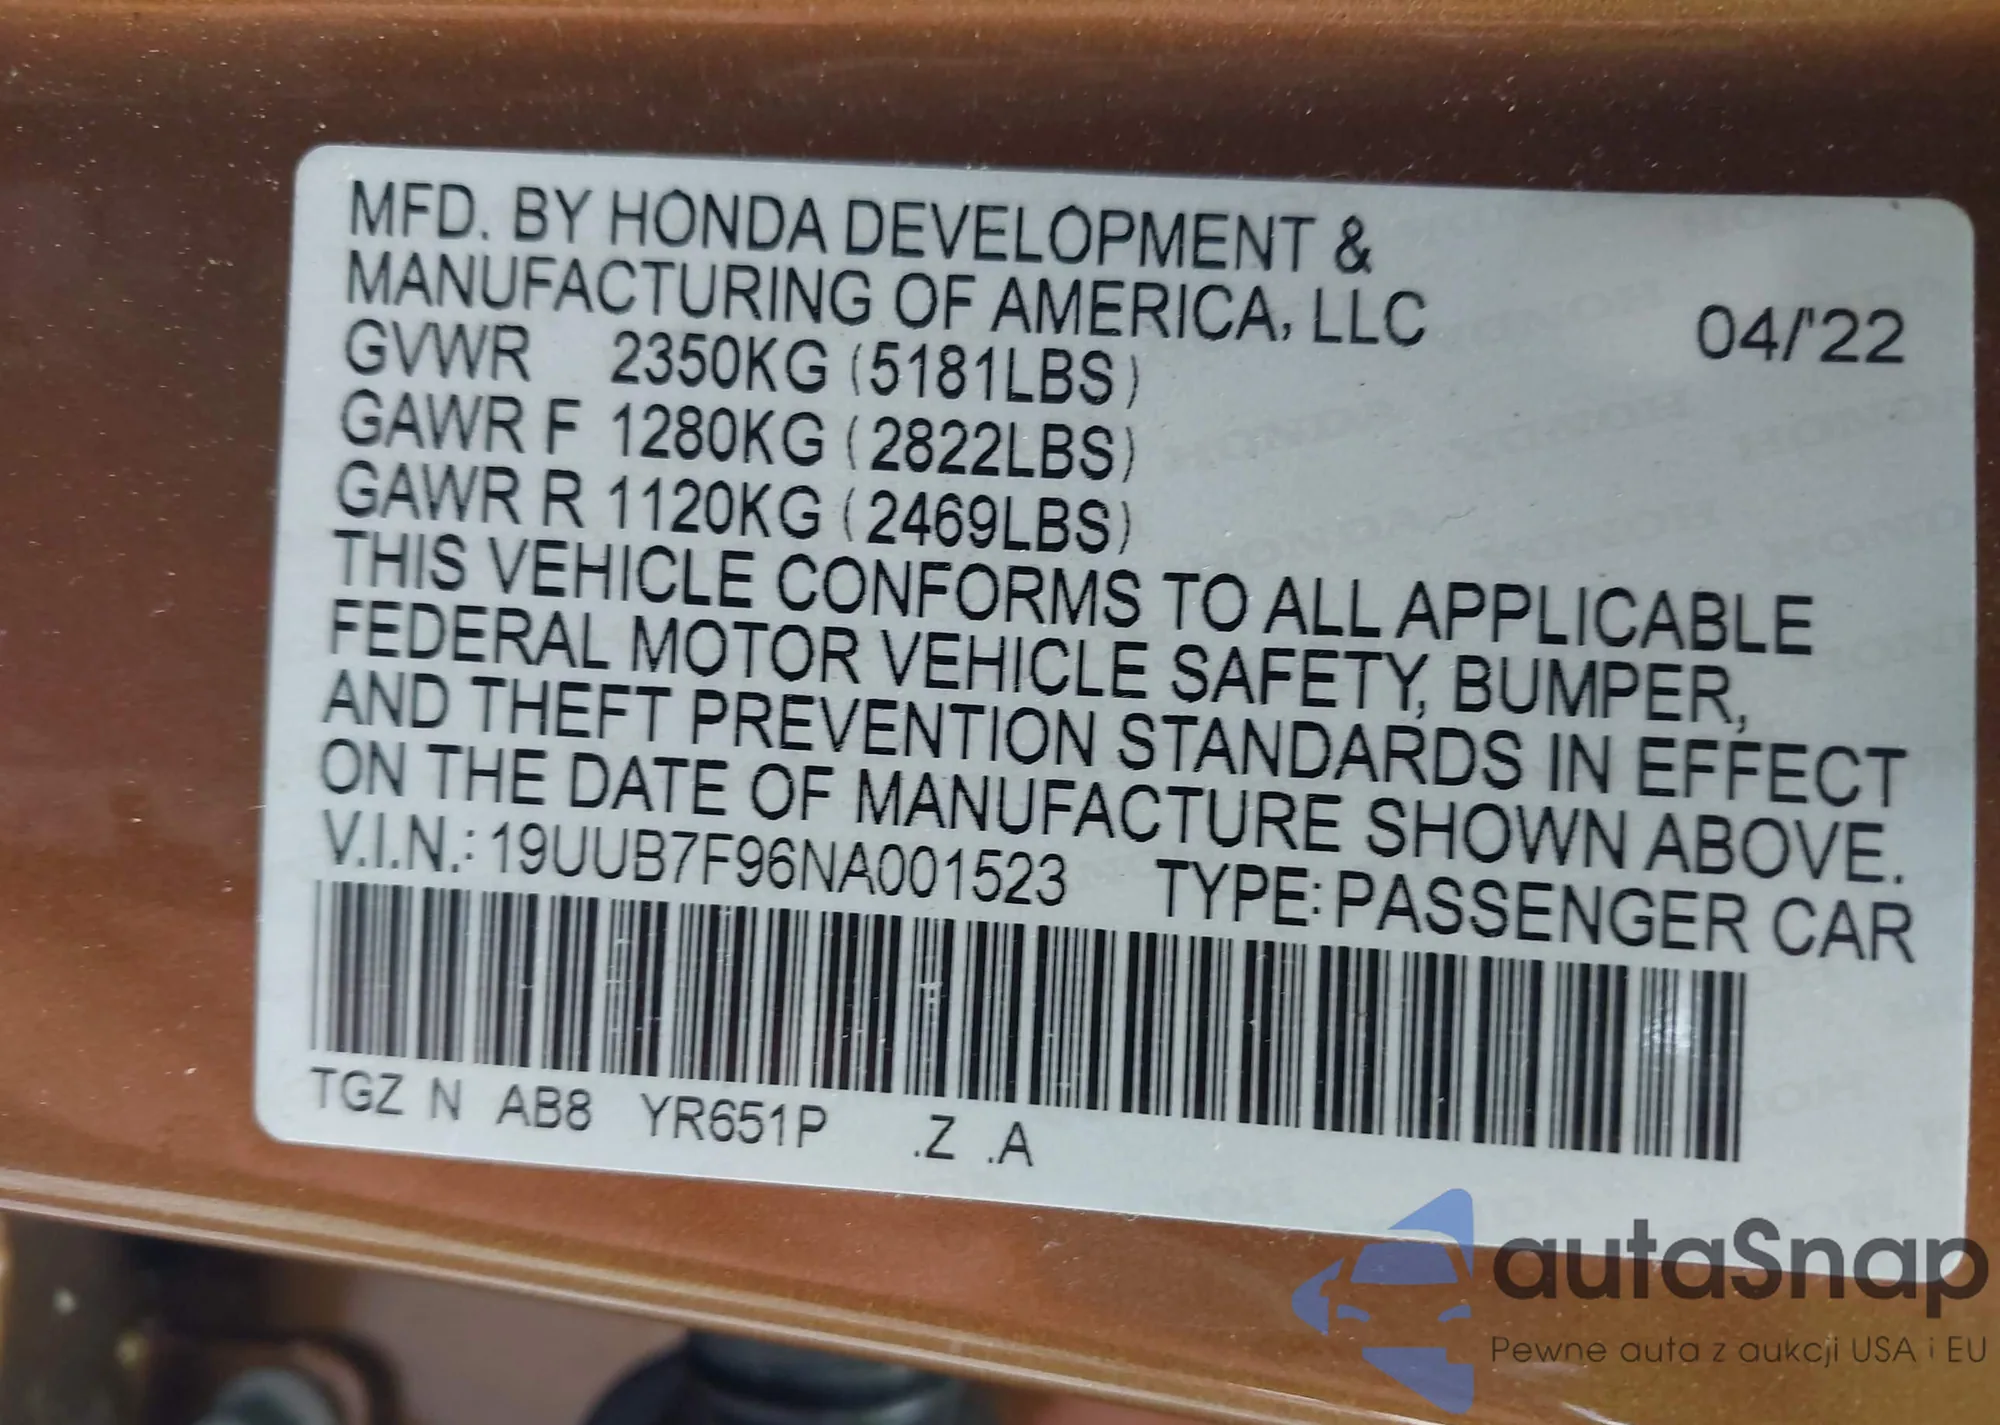 MFD. BY HONDA DEVELOPMENT &
MANUFACTURING OF AMERICA, LLC 04/'22
GVWR 2350KG (5181LBS)
GAWR F 1280KG (2822LBS)
GAWR R 1120KG (2469LBS)
THIS VEHICLE CONFORMS TO ALL APPLICABLE
FEDERAL MOTOR VEHICLE SAFETY, BUMPER,
AND THEFT PREVENTION STANDARDS IN EFFECT
ON THE DATE OF MANUFACTURE SHOWN ABOVE.
V.I.N.: 19UUB7F96NA001523 TYPE: PASSENGER CAR
TGZ N AB8 YR651P .Z .A
autaSnap
Pewne auta z aukcji USA i EU